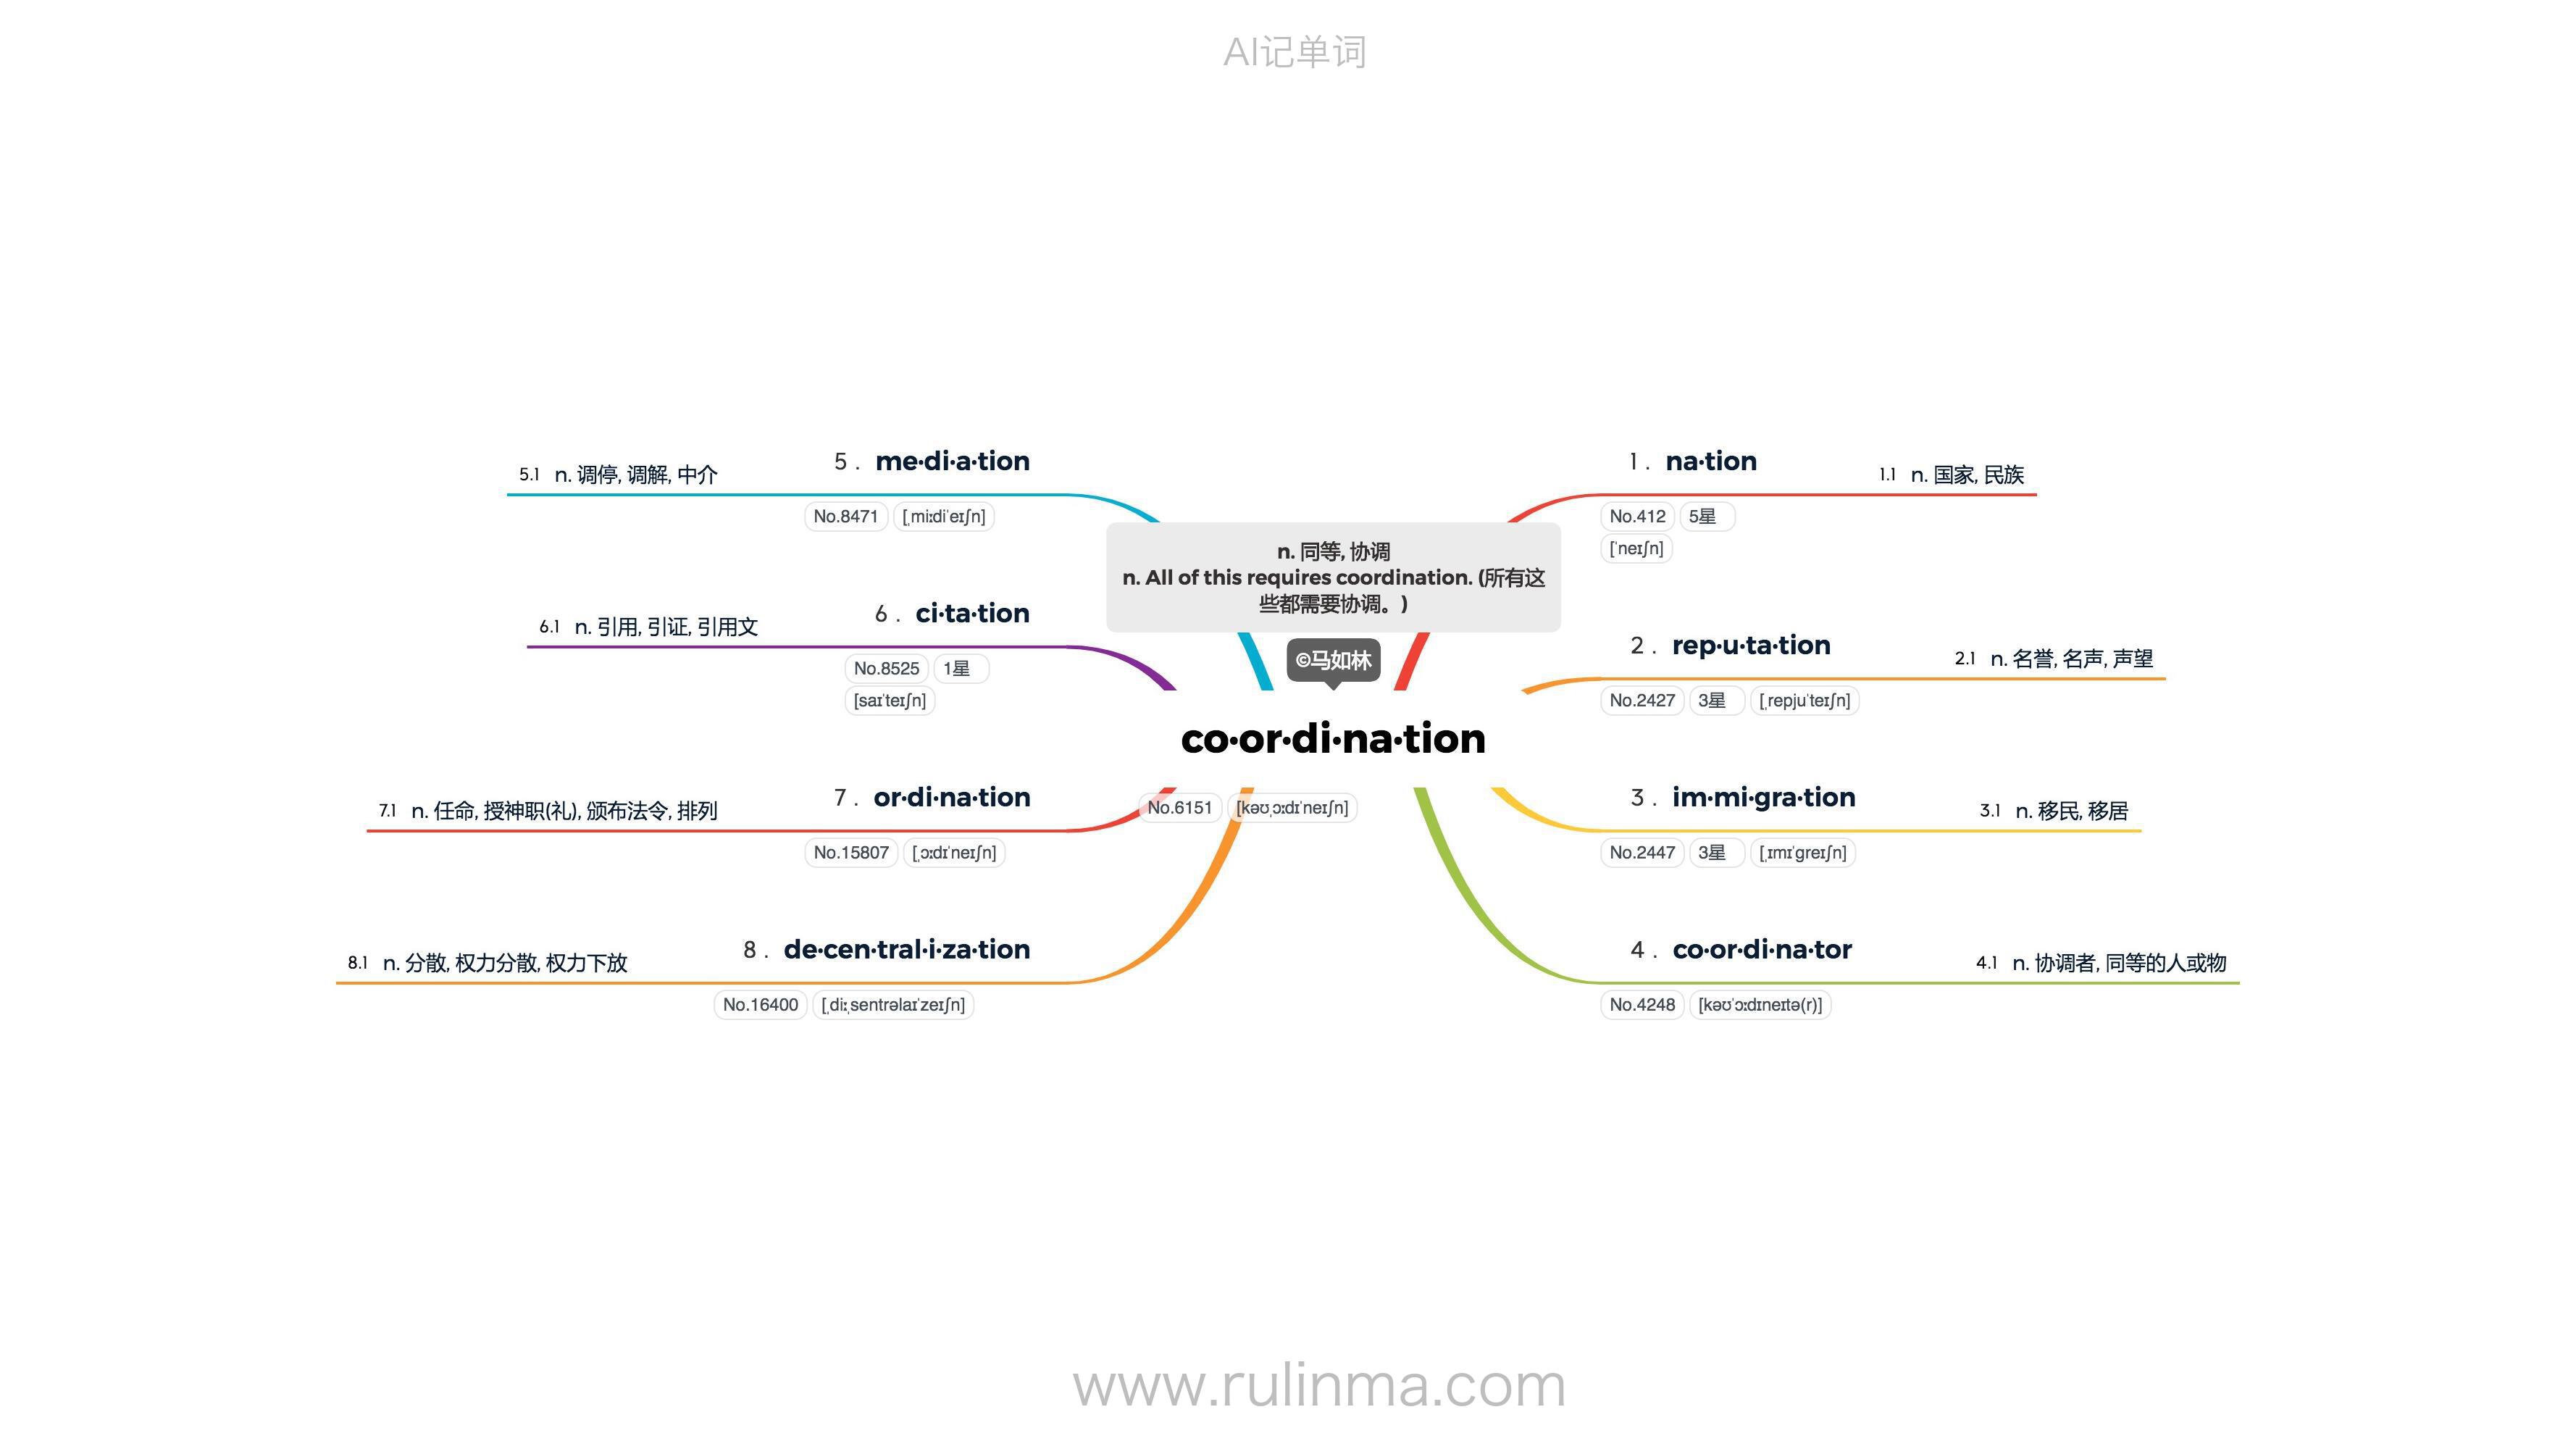 AI记单词
n. 同等, 协调
n. All of this requires coordination. (所有这
些都需要协调。)
©马如林
co·or·di·na·tion
No.6151 [kəʊˌɔːdɪˈneɪʃn]
1 . na·tion
No.412 5星
[ˈneɪʃn]
1.1 n. 国家, 民族
2 . rep·u·ta·tion
No.2427 3星 [ˌrepjuˈteɪʃn]
2.1 n. 名誉, 名声, 声望
3 . im·mi·gra·tion
No.2447 3星 [ˌɪmɪˈɡreɪʃn]
3.1 n. 移民, 移居
4 . co·or·di·na·tor
No.4248 [kəʊˈɔːdɪneɪtə(r)]
4.1 n. 协调者, 同等的人或物
5 . me·di·a·tion
No.8471 [ˌmiːdiˈeɪʃn]
5.1 n. 调停, 调解, 中介
6 . ci·ta·tion
No.8525 1星
[saɪˈteɪʃn]
6.1 n. 引用, 引证, 引用文
7 . or·di·na·tion
No.15807 [ˌɔːdɪˈneɪʃn]
7.1 n. 任命, 授神职(礼), 颁布法令, 排列
8 . de·cen·tral·i·za·tion
No.16400 [ˌdiːˌsentrəlaɪˈzeɪʃn]
8.1 n. 分散, 权力分散, 权力下放
www.rulinma.com